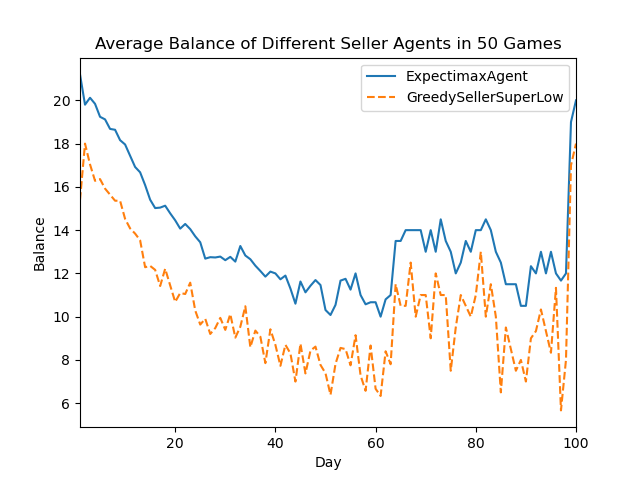 Average Balance of Different Seller Agents in 50 Games
ExpectimaxAgent
GreedySellerSuperLow
20
18
16
14
12
10
8
6
Balance
20
40
60
80
100
Day